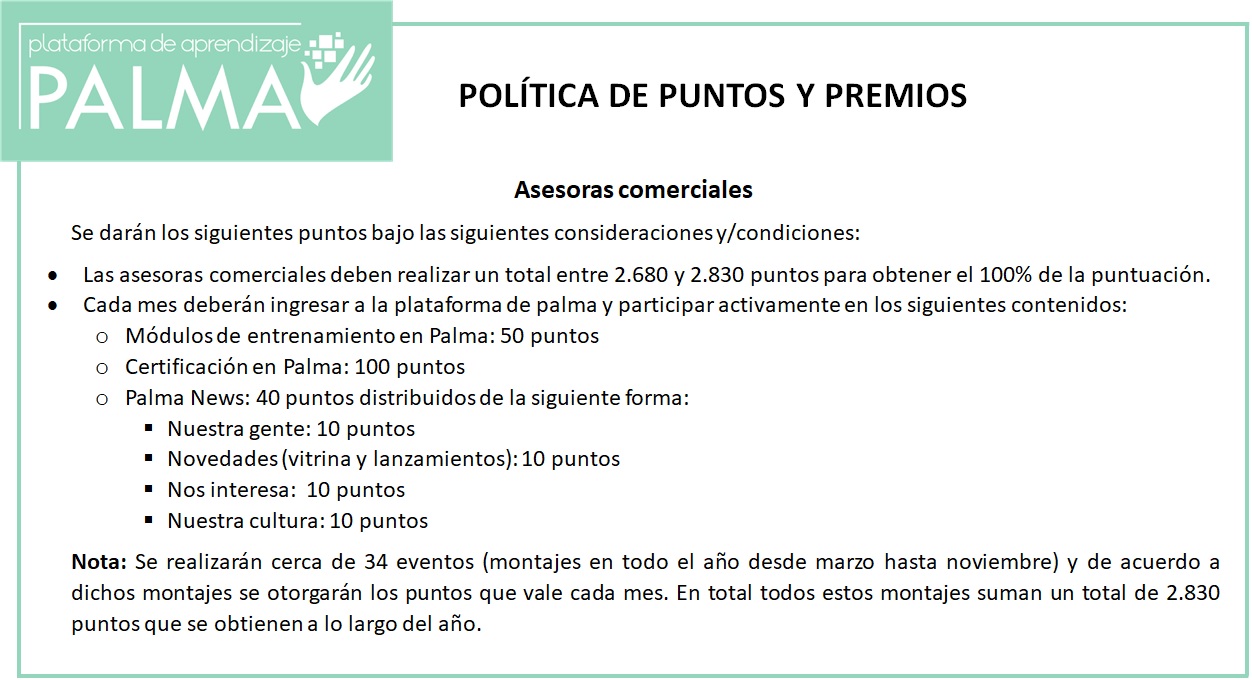 plataforma de aprendizaje
PALMA
POLÍTICA DE PUNTOS Y PREMIOS
Asesoras comerciales
Se darán los siguientes puntos bajo las siguientes consideraciones y/condiciones:
• Las asesoras comerciales deben realizar un total entre 2.680 y 2.830 puntos para obtener el 100% de la puntuación.
• Cada mes deberán ingresar a la plataforma de palma y participar activamente en los siguientes contenidos:
o Módulos de entrenamiento en Palma: 50 puntos
o Certificación en Palma: 100 puntos
o Palma News: 40 puntos distribuidos de la siguiente forma:
▪ Nuestra gente: 10 puntos
▪ Novedades (vitrina y lanzamientos): 10 puntos
▪ Nos interesa: 10 puntos
▪ Nuestra cultura: 10 puntos
Nota: Se realizarán cerca de 34 eventos (montajes en todo el año desde marzo hasta noviembre) y de acuerdo a
dichos montajes se otorgarán los puntos que vale cada mes. En total todos estos montajes suman un total de 2.830
puntos que se obtienen a lo largo del año.